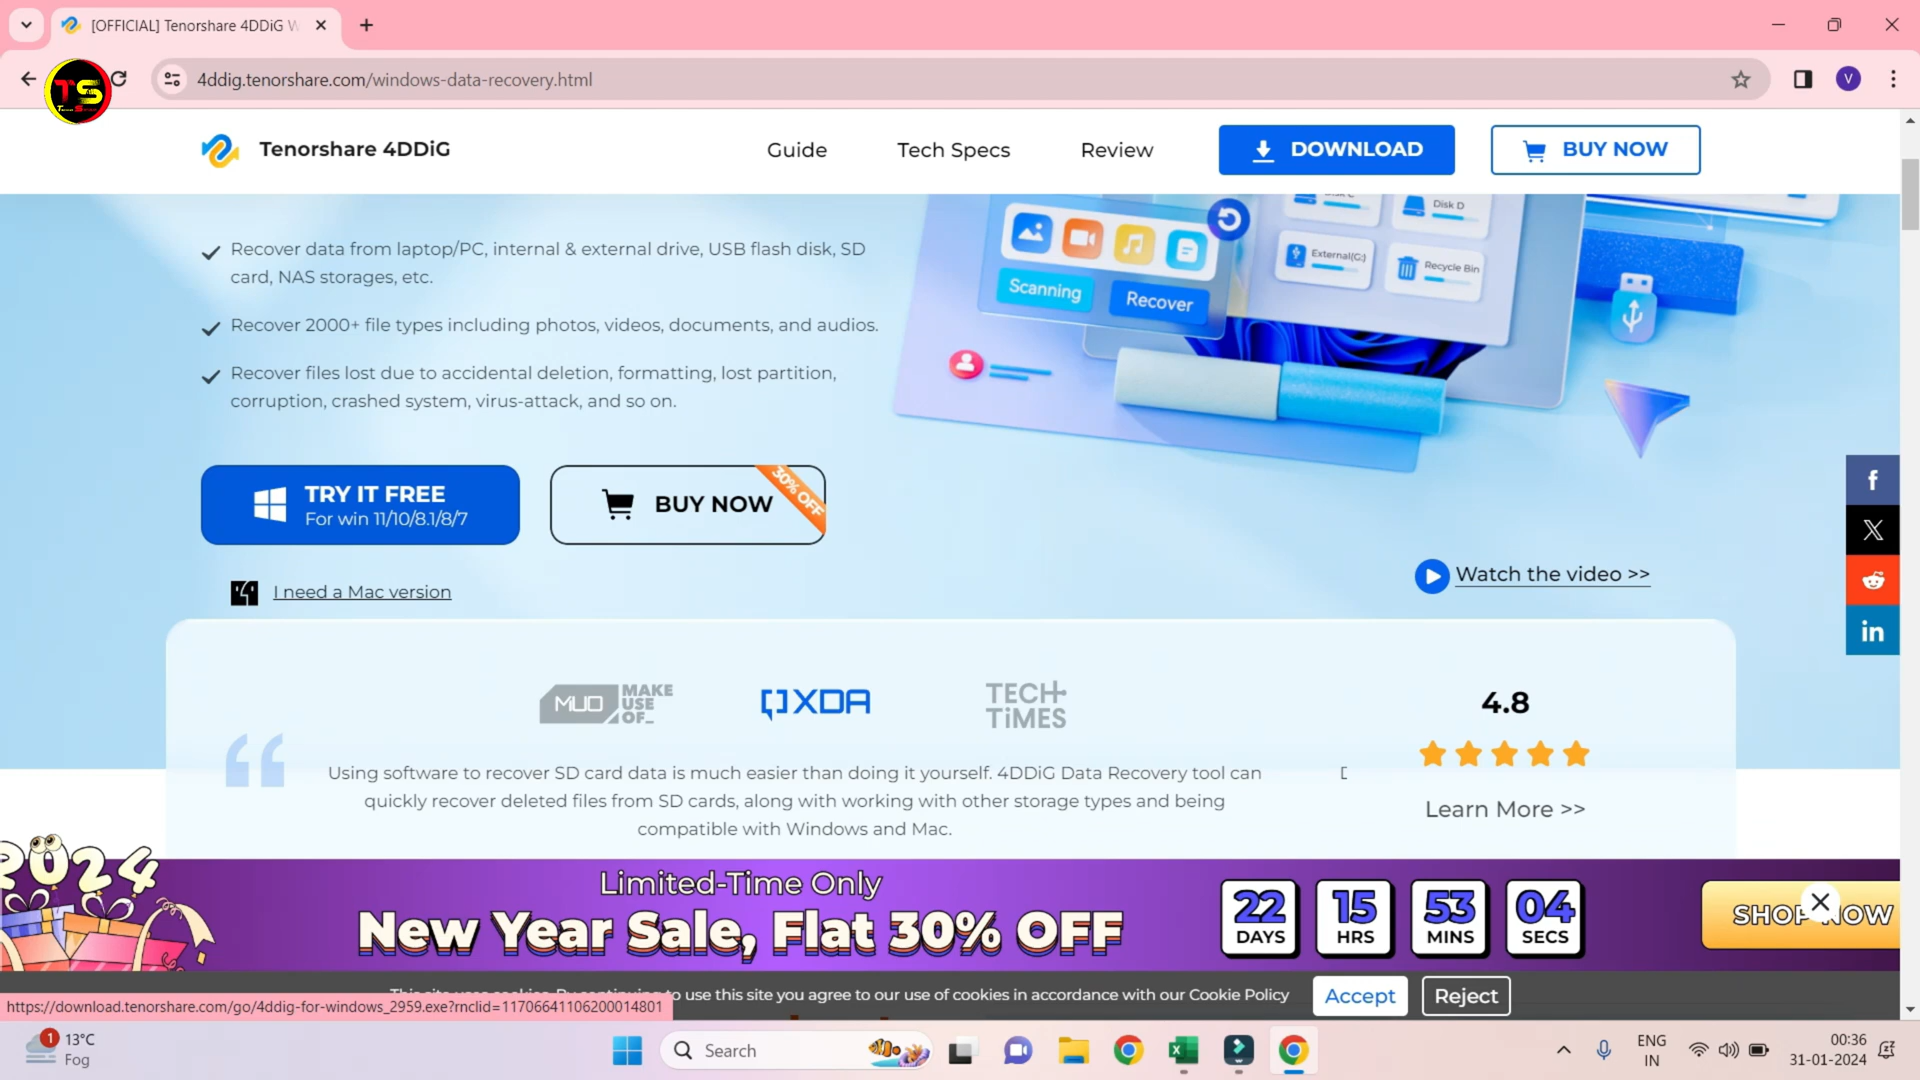 [OFFICIAL] Tenorshare 4DDiG W
TS
4ddig.tenorshare.com/windows-data-recovery.html
V
Tenorshare 4DDiG
Guide
Tech Specs
Review
DOWNLOAD
BUY NOW
Disk D
External(G:)
Recycle Bin
Scanning
Recover
Recover data from laptop/PC, internal & external drive, USB flash disk, SD
card, NAS storages, etc.
Recover 2000+ file types including photos, videos, documents, and audios.
Recover files lost due to accidental deletion, formatting, lost partition,
corruption, crashed system, virus-attack, and so on.
TRY IT FREE
For win 11/10/8.1/8/7
BUY NOW
30% OFF
I need a Mac version
Watch the video >>
f
X
in
MUO MAKE
USE
OF_
XDA
TECH
TiMES
4.8
Using software to recover SD card data is much easier than doing it yourself. 4DDiG Data Recovery tool can
quickly recover deleted files from SD cards, along with working with other storage types and being
compatible with Windows and Mac.
Learn More >>
2024
Limited-Time Only
New Year Sale, Flat 30% OFF
22
DAYS
15
HRS
53
MINS
04
SECS
SHOP NOW
to use this site you agree to our use of cookies in accordance with our Cookie Policy
Accept
Reject
https://download.tenorshare.com/go/4ddig-for-windows_2959.exe?rnclid=11706641106200014801
1
13°C
Fog
Search
ENG
IN
00:36
31-01-2024